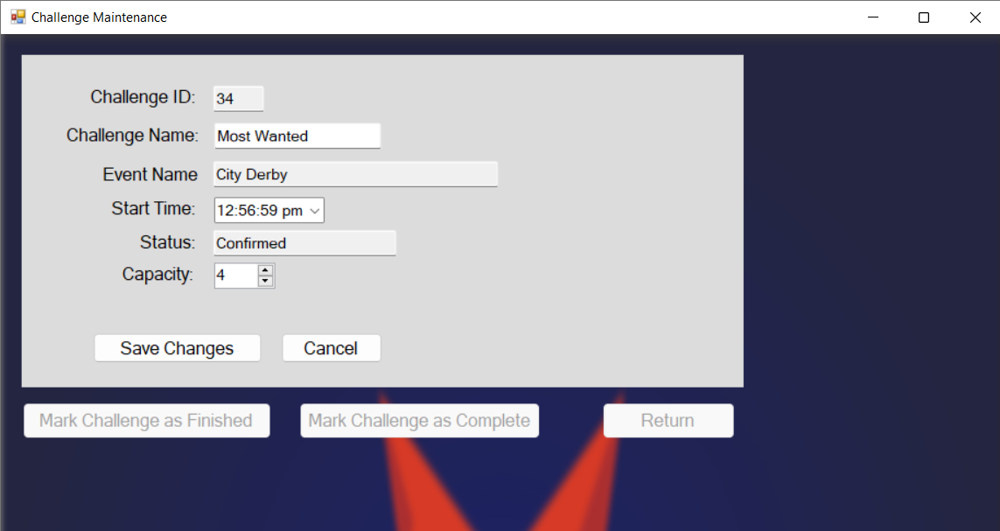 Challenge Maintenance
Challenge ID: 34
Challenge Name: Most Wanted
Event Name City Derby
Start Time: 12:56:59 pm
Status: Confirmed
Capacity: 4
Save Changes Cancel
Mark Challenge as Finished Mark Challenge as Complete Return